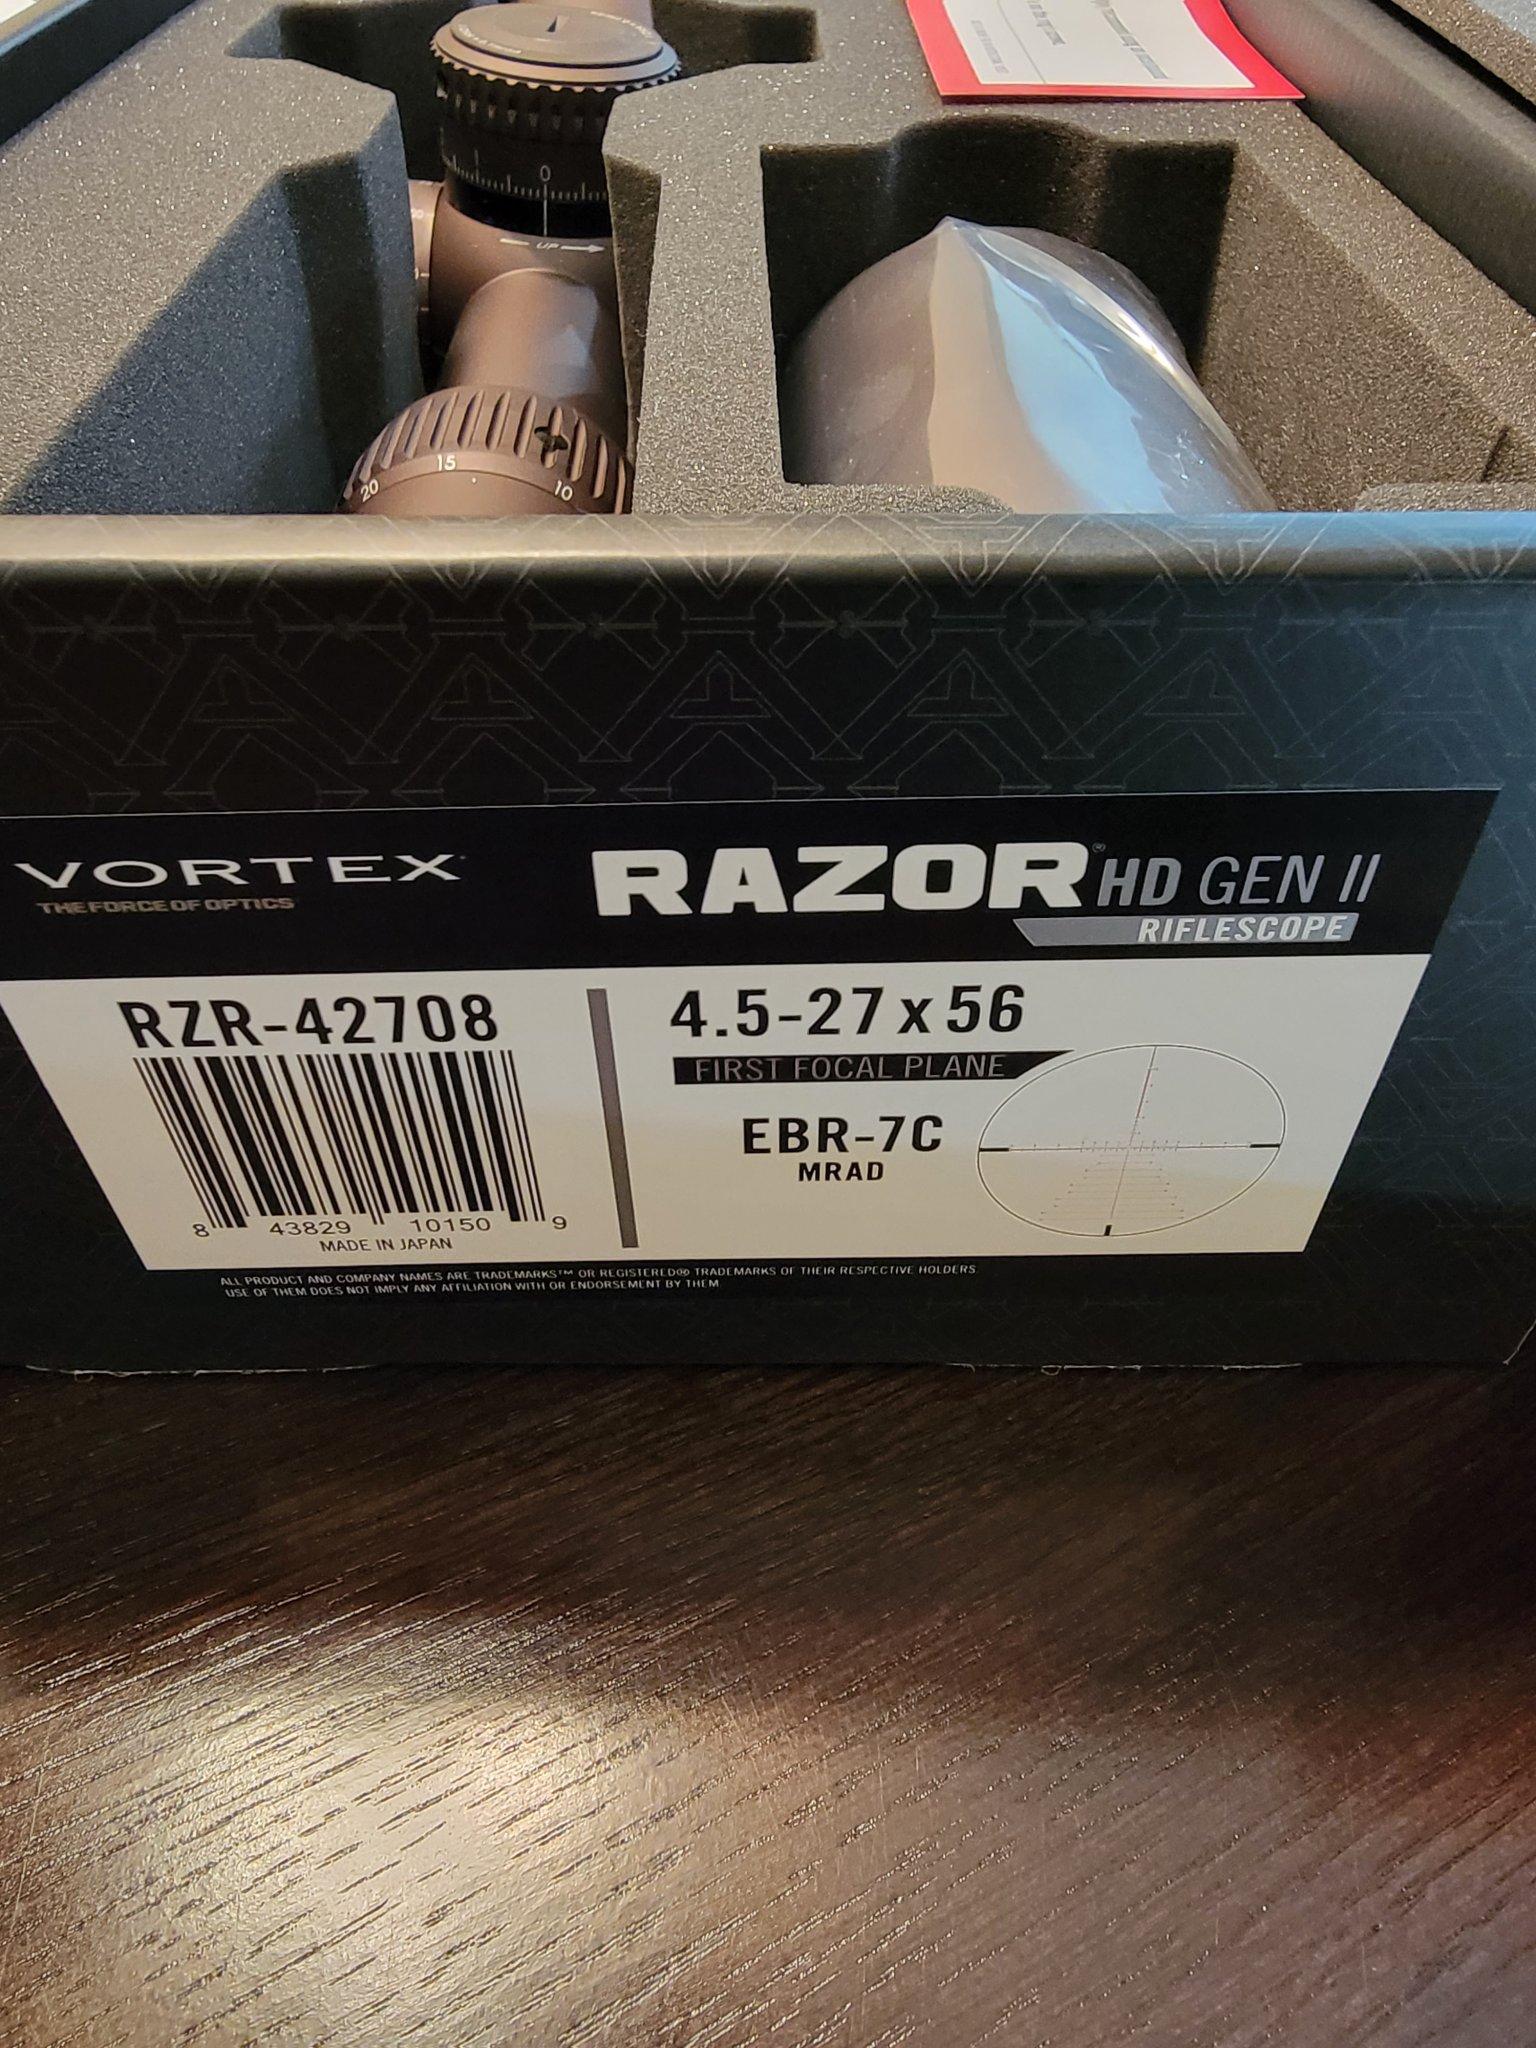 0
UP
20
15
10
VORTEX
THE FORCE OF OPTICS
RAZOR® HD GEN II
RIFLESCOPE
RZR-42708
8 43829 10150 9
MADE IN JAPAN
4.5-27 x 56
FIRST FOCAL PLANE
EBR-7C
MRAD
ALL PRODUCT AND COMPANY NAMES ARE TRADEMARKS™ OR REGISTERED® TRADEMARKS OF THEIR RESPECTIVE HOLDERS.
USE OF THEM DOES NOT IMPLY ANY AFFILIATION WITH OR ENDORSEMENT BY THEM